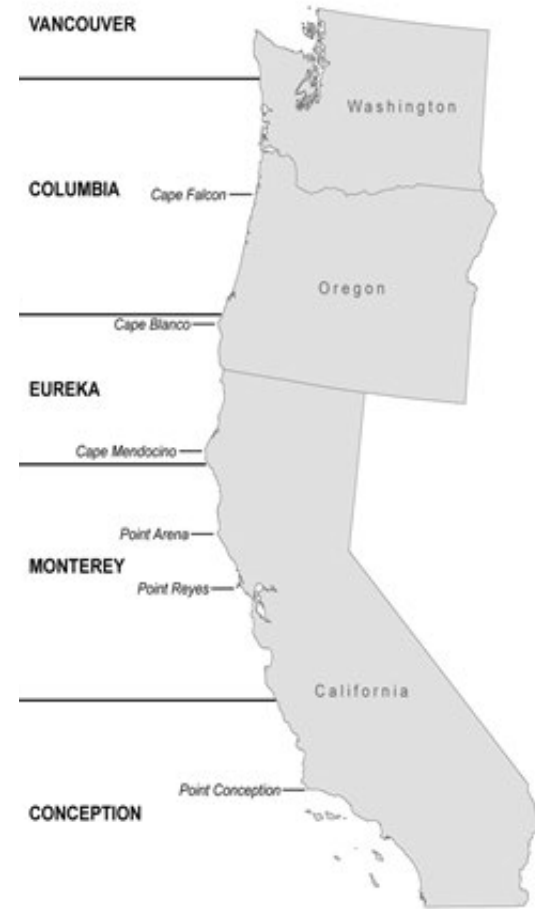 VANCOUVER
Washington
COLUMBIA
Cape Falcon
Oregon
Cape Blanco
EUREKA
Cape Mendocino
Point Arena
MONTEREY
Point Reyes
California
Point Conception
CONCEPTION